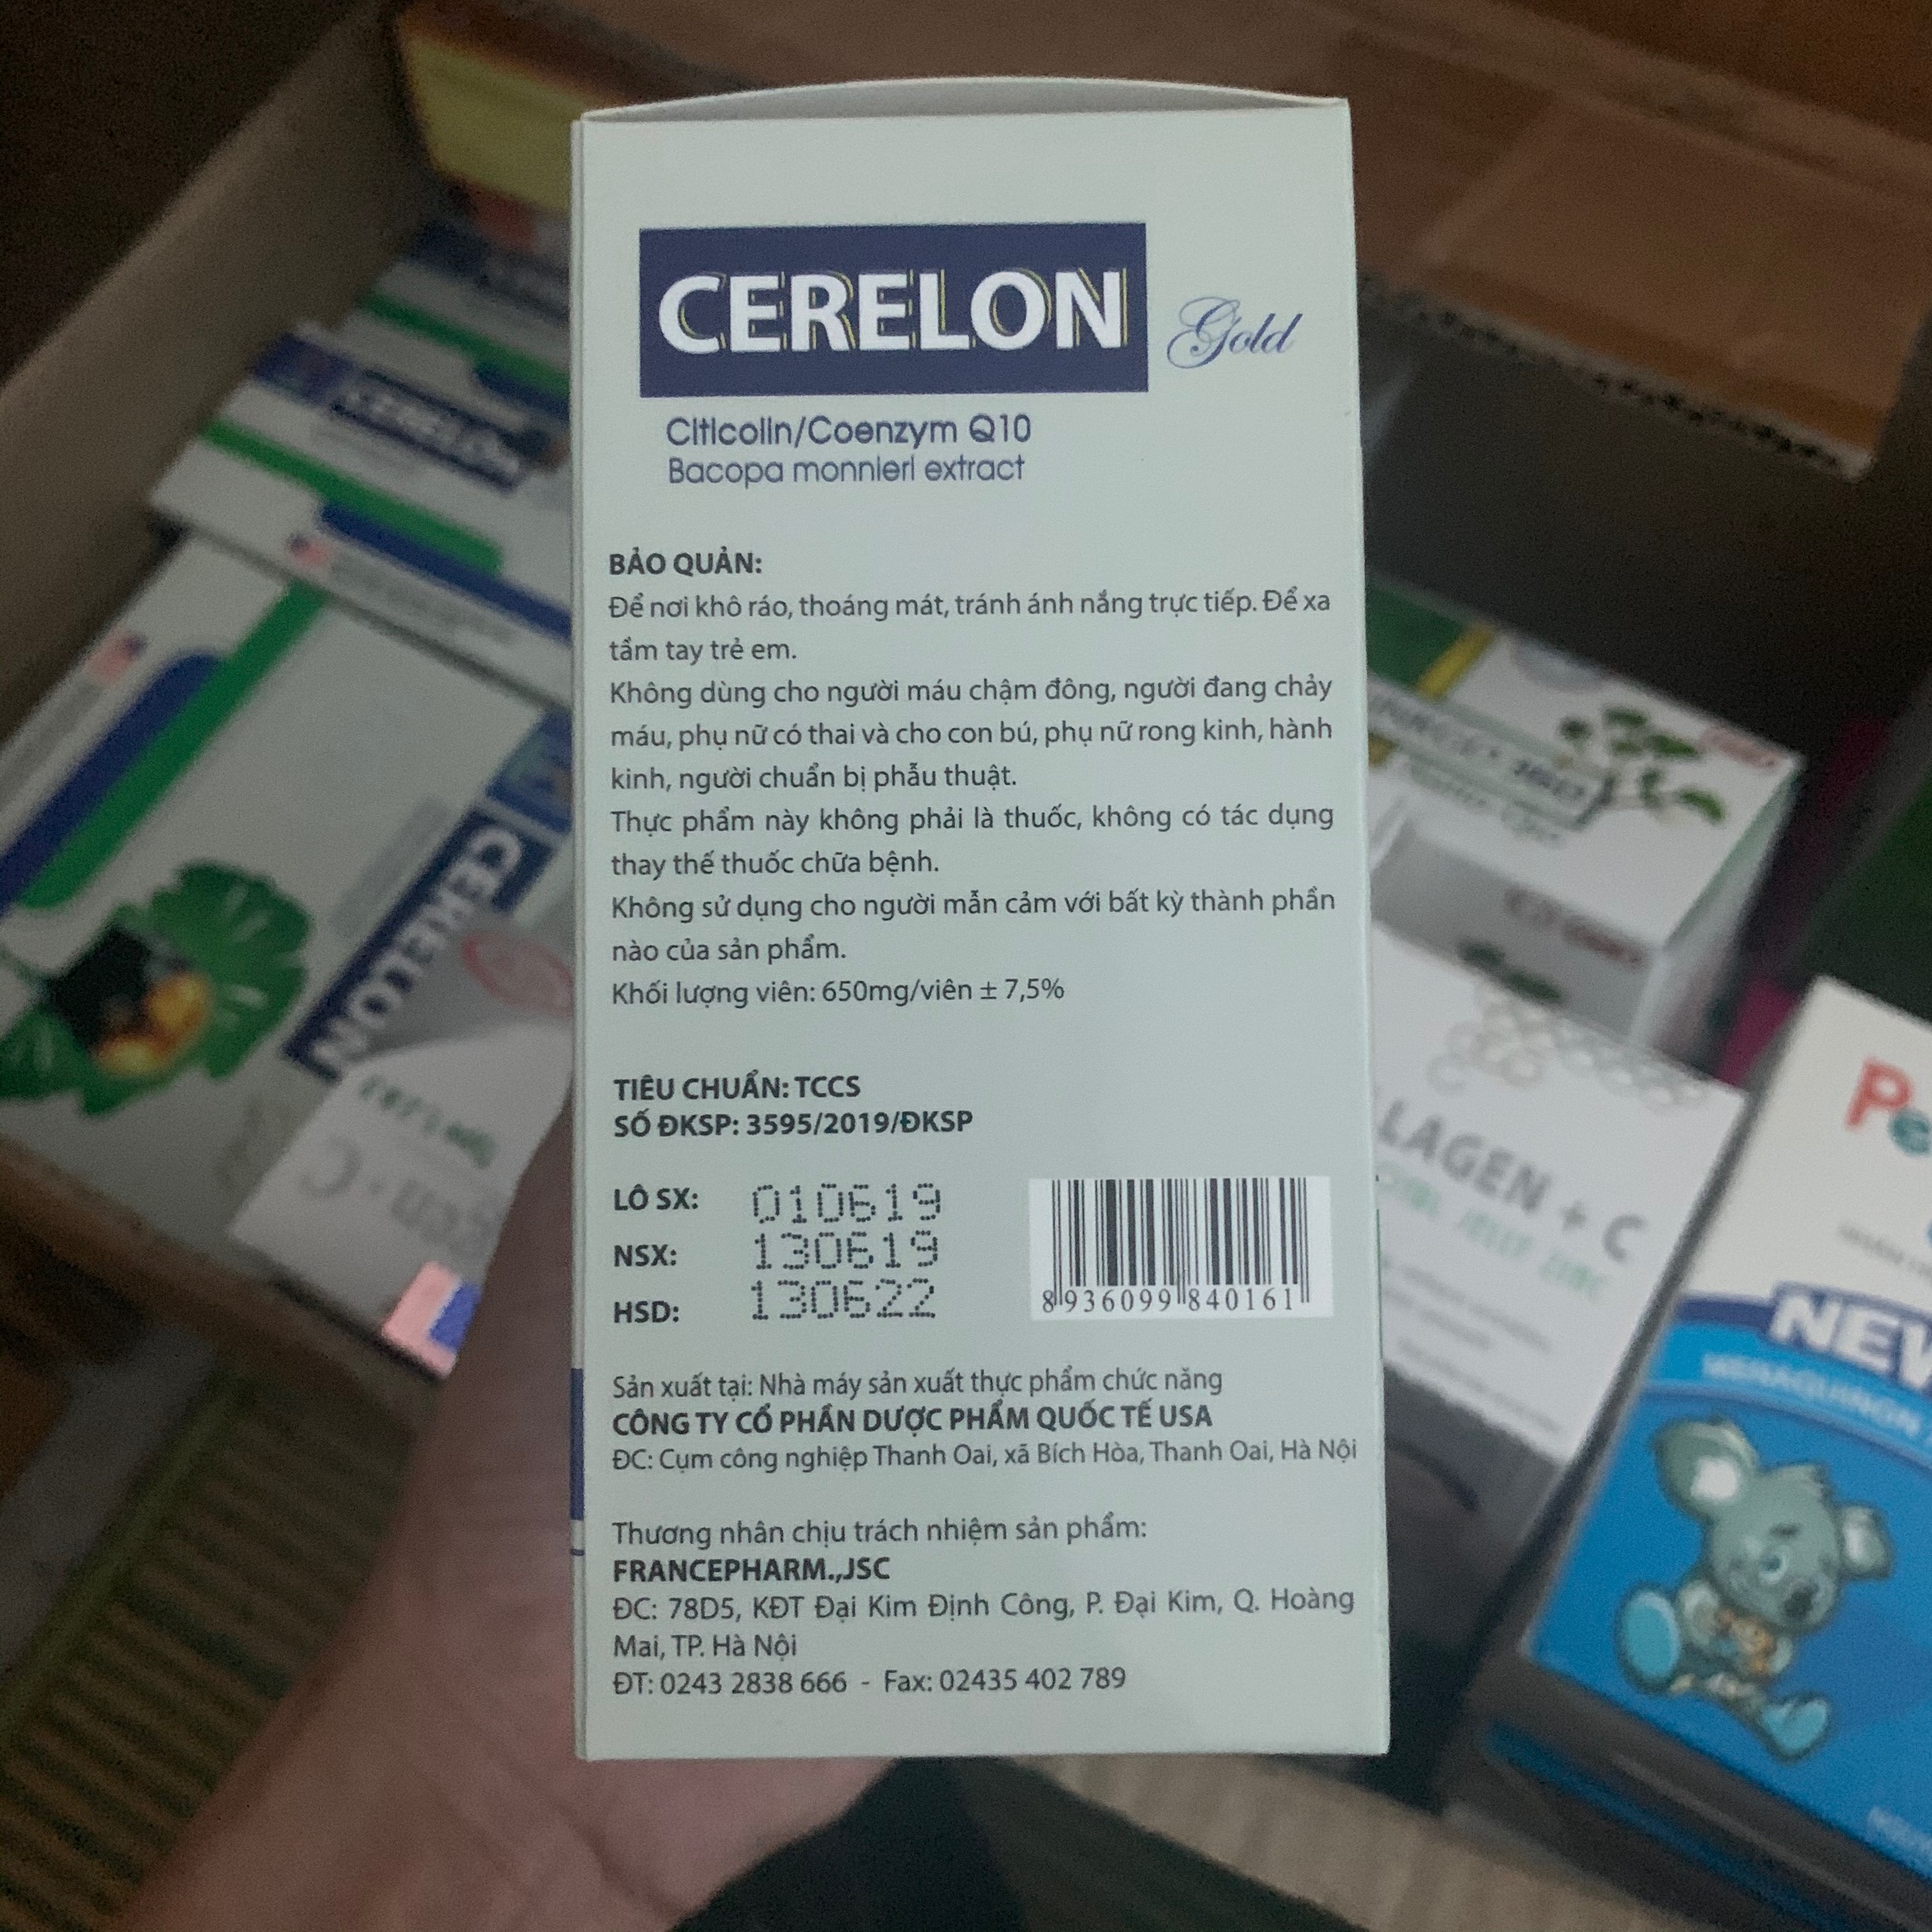 CERELON Gold
Citicolin/Coenzym Q10
Bacopa monnieri extract
BẢO QUẢN:
Để nơi khô ráo, thoáng mát, tránh ánh nắng trực tiếp. Để xa
tầm tay trẻ em.
Không dùng cho người máu chậm đông, người đang chảy
máu, phụ nữ có thai và cho con bú, phụ nữ rong kinh, hành
kinh, người chuẩn bị phẫu thuật.
Thực phẩm này không phải là thuốc, không có tác dụng
thay thế thuốc chữa bệnh.
Không sử dụng cho người mẫn cảm với bất kỳ thành phần
nào của sản phẩm.
Khối lượng viên: 650mg/viên ± 7,5%
TIÊU CHUẨN: TCCS
SỐ ĐKSP: 3595/2019/ĐKSP
LÔ SX: 010619
NSX: 130619
HSD: 130622
8 936099 840161
Sản xuất tại: Nhà máy sản xuất thực phẩm chức năng
CÔNG TY CỔ PHẦN DƯỢC PHẨM QUỐC TẾ USA
ĐC: Cụm công nghiệp Thanh Oai, xã Bích Hòa, Thanh Oai, Hà Nội
Thương nhân chịu trách nhiệm sản phẩm:
FRANCEPHARM.,JSC
ĐC: 78D5, KĐT Đại Kim Định Công, P. Đại Kim, Q. Hoàng
Mai, TP. Hà Nội
ĐT: 0243 2838 666 - Fax: 02435 402 789
CERELON
CERELON
LLAGEN + C
Pe
NEW